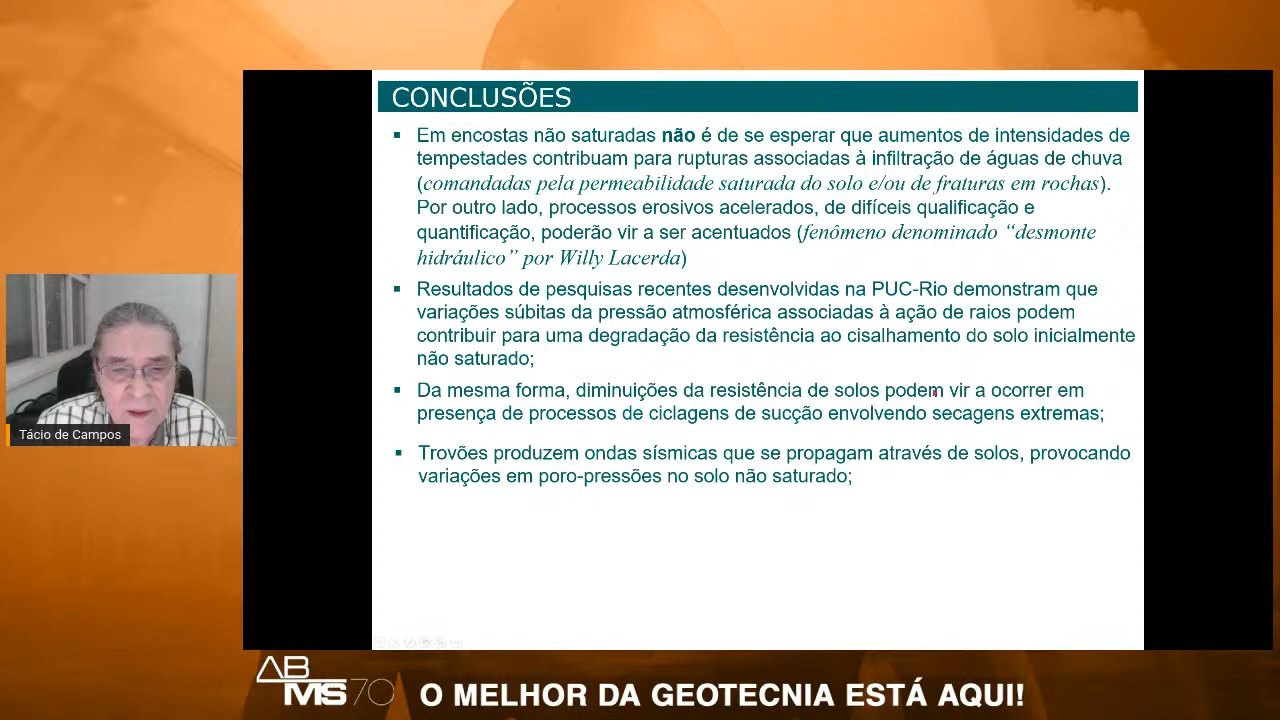 CONCLUSÕES
▪ Em encostas não saturadas não é de se esperar que aumentos de intensidades de
tempestades contribuam para rupturas associadas à infiltração de águas de chuva
(comandadas pela permeabilidade saturada do solo e/ou de fraturas em rochas).
Por outro lado, processos erosivos acelerados, de difíceis qualificação e
quantificação, poderão vir a ser acentuados (fenômeno denominado “desmonte
hidráulico” por Willy Lacerda)
▪ Resultados de pesquisas recentes desenvolvidas na PUC-Rio demonstram que
variações súbitas da pressão atmosférica associadas à ação de raios podem
contribuir para uma degradação da resistência ao cisalhamento do solo inicialmente
não saturado;
▪ Da mesma forma, diminuições da resistência de solos podem vir a ocorrer em
presença de processos de ciclagens de sucção envolvendo secagens extremas;
▪ Trovões produzem ondas sísmicas que se propagam através de solos, provocando
variações em poro-pressões no solo não saturado;
Tácio de Campos
ABMS70
O MELHOR DA GEOTECNIA ESTÁ AQUI!